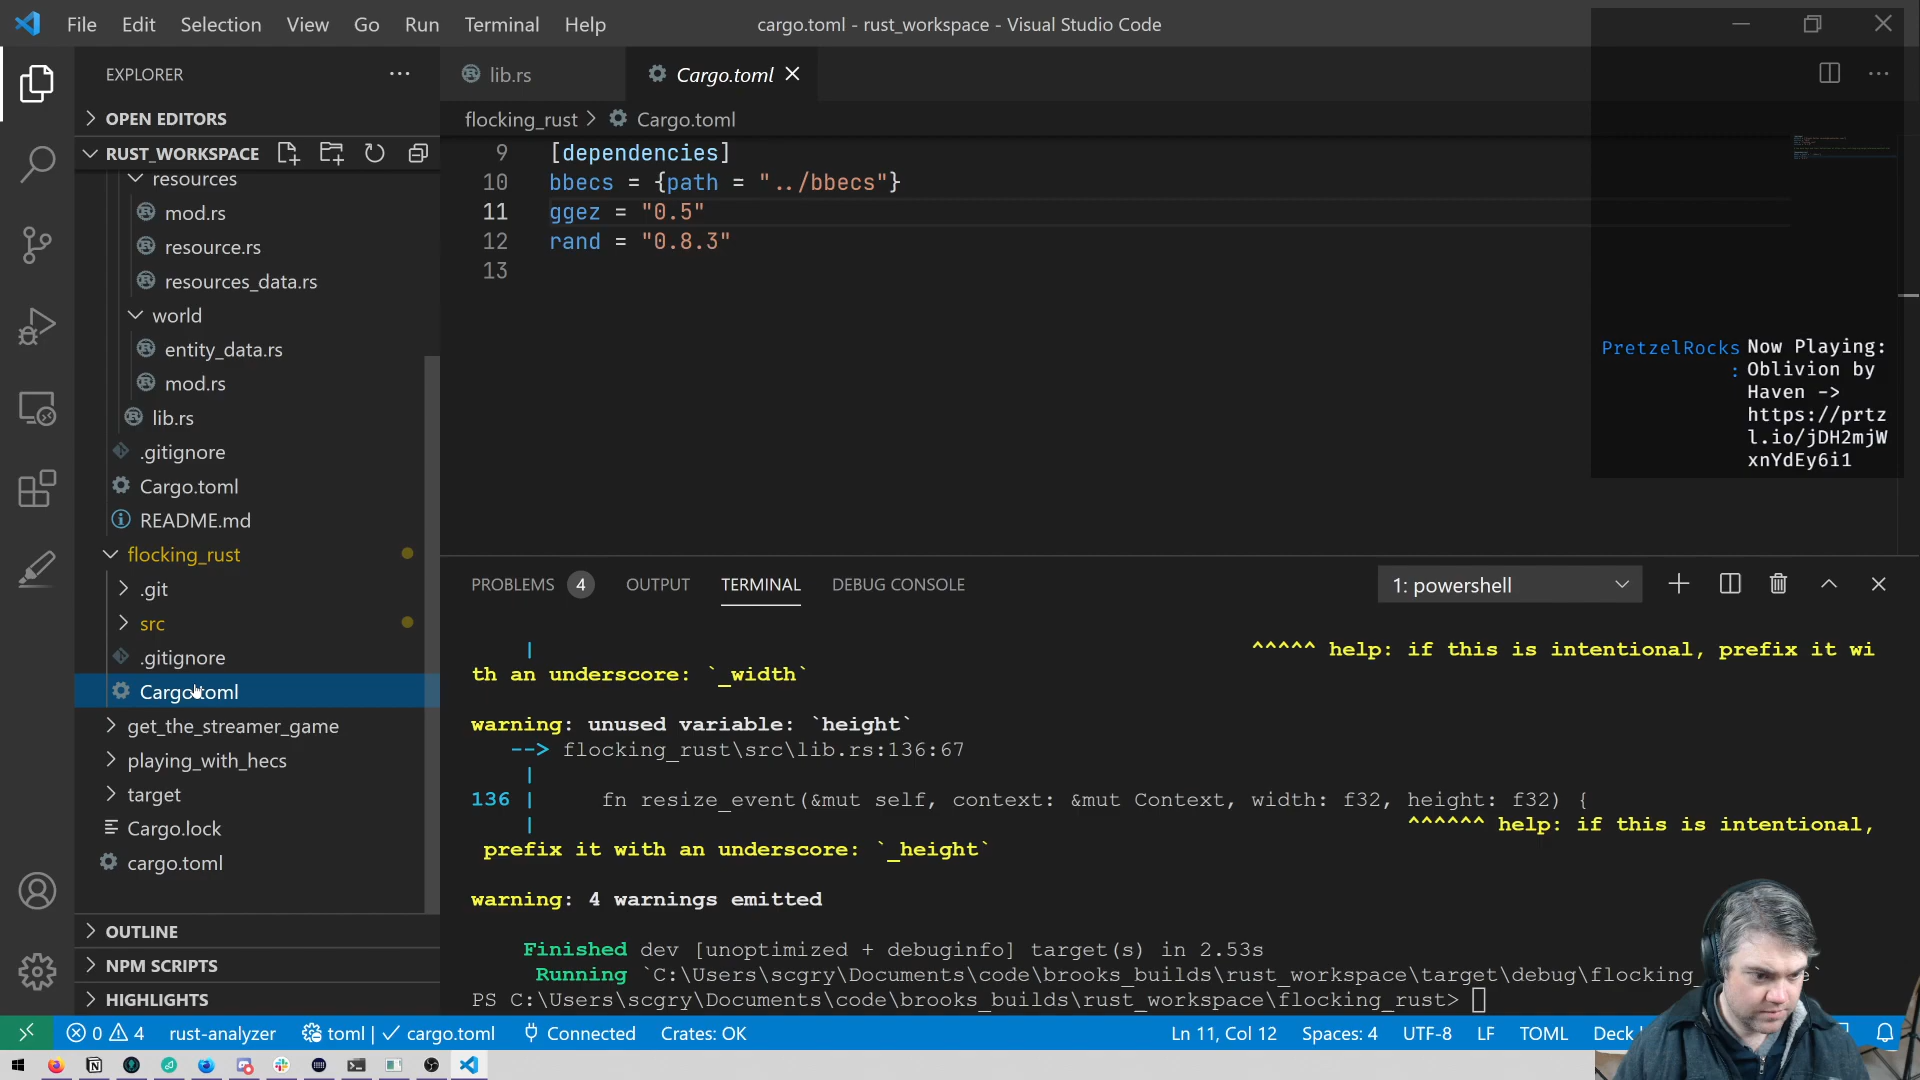 File Edit Selection View Go Run Terminal Help
cargo.toml - rust_workspace - Visual Studio Code
EXPLORER
OPEN EDITORS
RUST_WORKSPACE
resources
mod.rs
resource.rs
resources_data.rs
world
entity_data.rs
mod.rs
lib.rs
.gitignore
Cargo.toml
README.md
flocking_rust
.git
src
.gitignore
Cargo.toml
get_the_streamer_game
playing_with_hecs
target
Cargo.lock
cargo.toml
OUTLINE
NPM SCRIPTS
HIGHLIGHTS
lib.rs
Cargo.toml
flocking_rust > Cargo.toml
9 [dependencies]
10 bbecs = {path = "../bbecs"}
11 ggez = "0.5"
12 rand = "0.8.3"
13
PretzelRocks: Now Playing:
Oblivion by
Haven ->
https://prtz
l.io/jDH2mjW
xnYdEy6i1
PROBLEMS 4 OUTPUT TERMINAL DEBUG CONSOLE
1: powershell
| ^^^^^ help: if this is intentional, prefix it wi
th an underscore: `_width`
warning: unused variable: `height`
--> flocking_rust\src\lib.rs:136:67
|
136 | fn resize_event(&mut self, context: &mut Context, width: f32, height: f32) {
| ^^^^^^ help: if this is intentional,
prefix it with an underscore: `_height`
warning: 4 warnings emitted
Finished dev [unoptimized + debuginfo] target(s) in 2.53s
Running `C:\Users\scgry\Documents\code\brooks_builds\rust_workspace\target\debug\flocking_
PS C:\Users\scgry\Documents\code\brooks_builds\rust_workspace\flocking_rust>
0 4 rust-analyzer toml | ✓ cargo.toml Connected Crates: OK
Ln 11, Col 12 Spaces: 4 UTF-8 LF TOML Deck